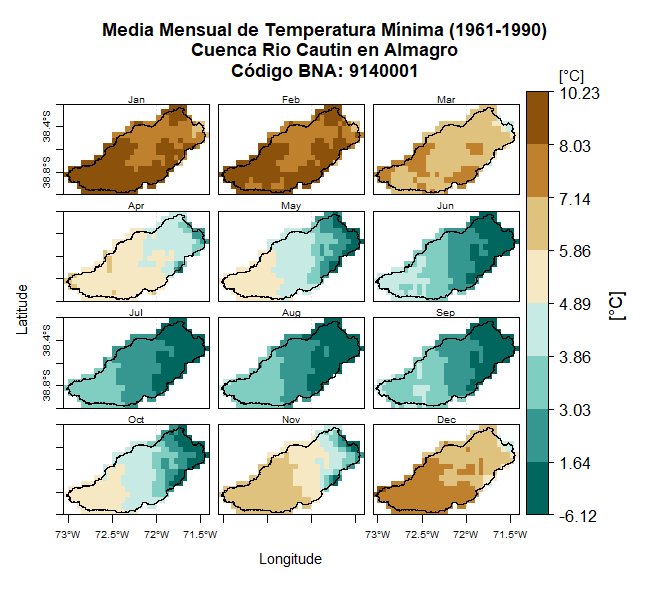 Media Mensual de Temperatura Mínima (1961-1990)
Cuenca Rio Cautin en Almagro
Código BNA: 9140001
[°C]
Jan Feb Mar
Apr May Jun
Jul Aug Sep
Oct Nov Dec
38.4°S
38.8°S
38.4°S
38.8°S
Latitude
73°W 72.5°W 72°W 71.5°W
73°W 72.5°W 72°W 71.5°W
Longitude
10.23
8.03
7.14
5.86
4.89
3.86
3.03
1.64
-6.12
[°C]